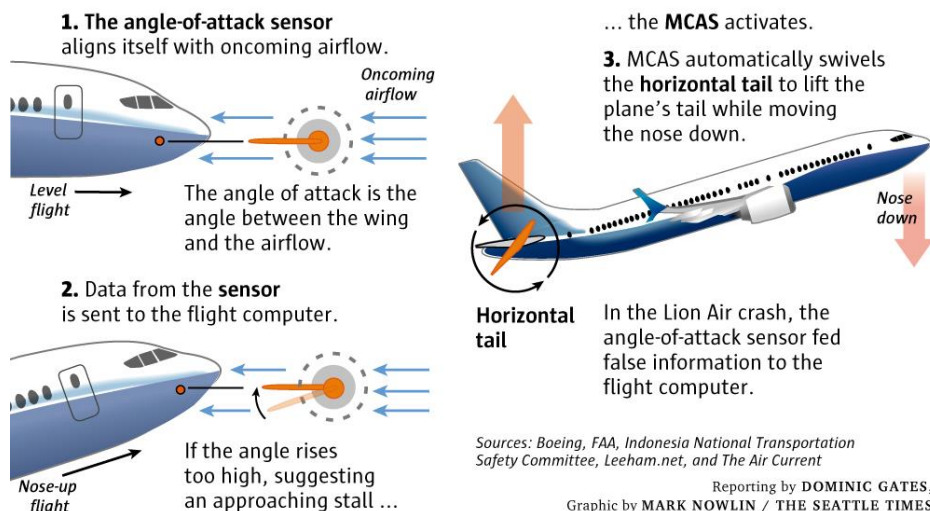 1. The angle-of-attack sensor
aligns itself with oncoming airflow.
Oncoming
airflow
Level
flight
The angle of attack is the
angle between the wing
and the airflow.
2. Data from the sensor
is sent to the flight computer.
Nose-up
flight
If the angle rises
too high, suggesting
an approaching stall ...
... the MCAS activates.
3. MCAS automatically swivels
the horizontal tail to lift the
plane's tail while moving
the nose down.
Nose
down
Horizontal
tail
In the Lion Air crash, the
angle-of-attack sensor fed
false information to the
flight computer.
Sources: Boeing, FAA, Indonesia National Transportation
Safety Committee, Leeham.net, and The Air Current
Reporting by DOMINIC GATES,
Graphic by MARK NOWLIN / THE SEATTLE TIMES